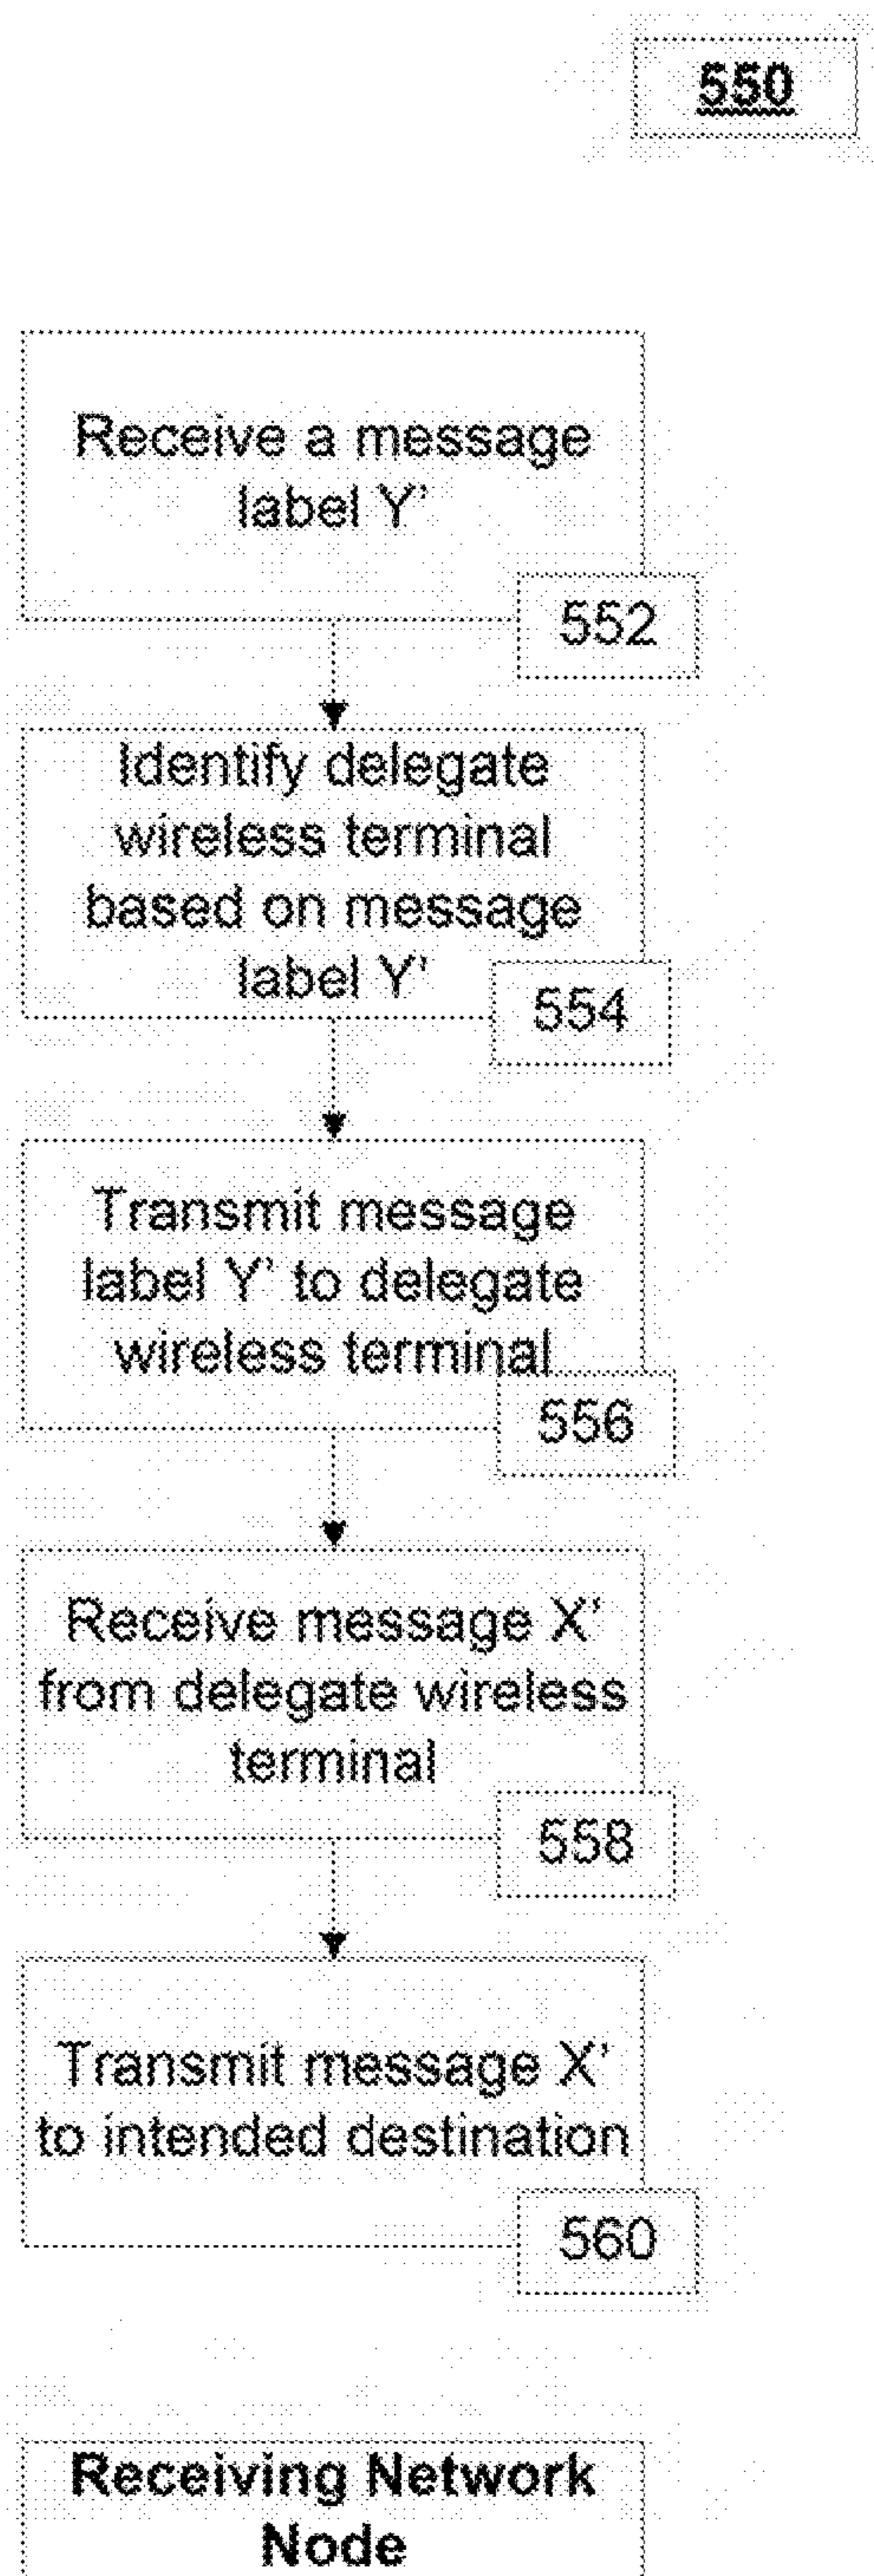 550
Receive a message
label Y'
552
Identify delegate
wireless terminal
based on message
label Y'
554
Transmit message
label Y' to delegate
wireless terminal
556
Receive message X'
from delegate wireless
terminal
558
Transmit message X'
to intended destination
560
Receiving Network
Node